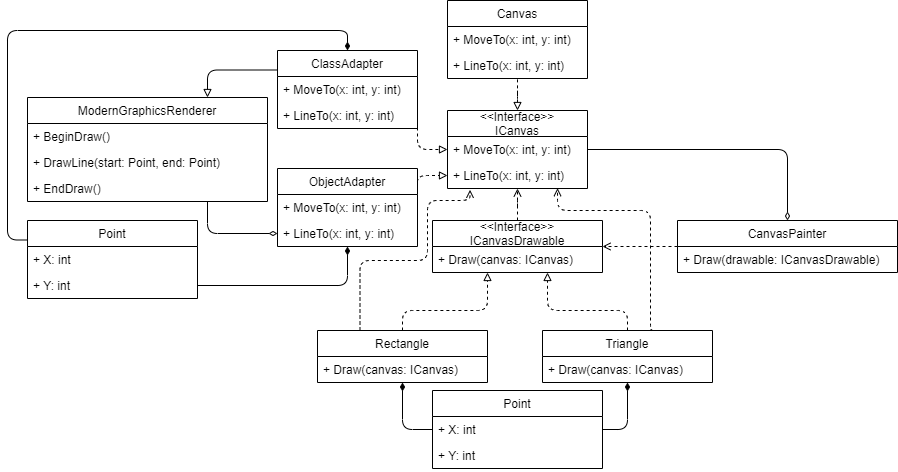 Canvas
+ MoveTo(x: int, y: int)
+ LineTo(x: int, y: int)
ClassAdapter
+ MoveTo(x: int, y: int)
+ LineTo(x: int, y: int)
ModernGraphicsRenderer
+ BeginDraw()
+ DrawLine(start: Point, end: Point)
+ EndDraw()
<<Interface>>
ICanvas
+ MoveTo(x: int, y: int)
+ LineTo(x: int, y: int)
ObjectAdapter
+ MoveTo(x: int, y: int)
+ LineTo(x: int, y: int)
Point
+ X: int
+ Y: int
<<Interface>>
ICanvasDrawable
+ Draw(canvas: ICanvas)
CanvasPainter
+ Draw(drawable: ICanvasDrawable)
Rectangle
+ Draw(canvas: ICanvas)
Triangle
+ Draw(canvas: ICanvas)
Point
+ X: int
+ Y: int